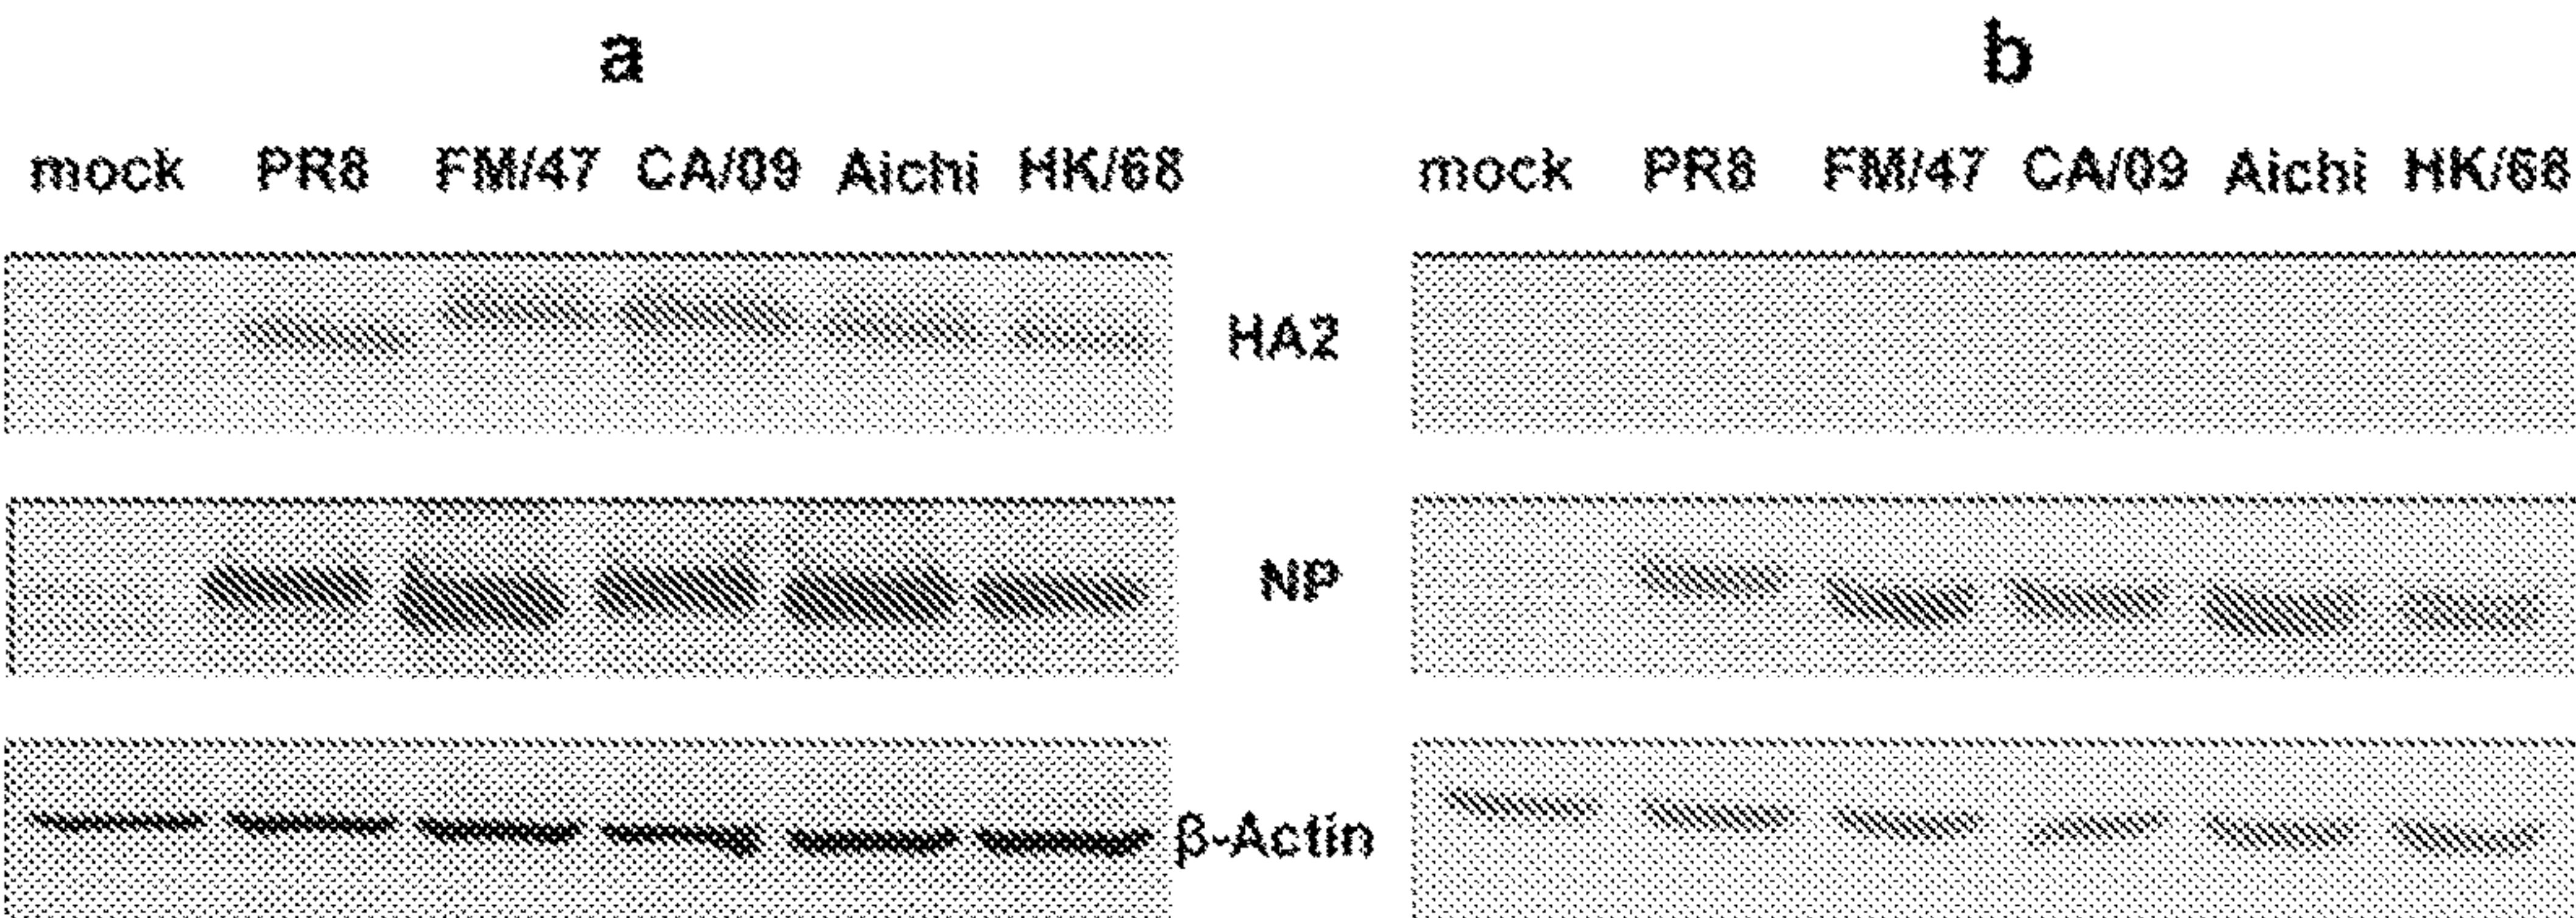 a b
mock PR8 FM/47 CA/09 Aichi HK/68 mock PR8 FM/47 CA/09 Aichi HK/68
HA2
NP
β-Actin